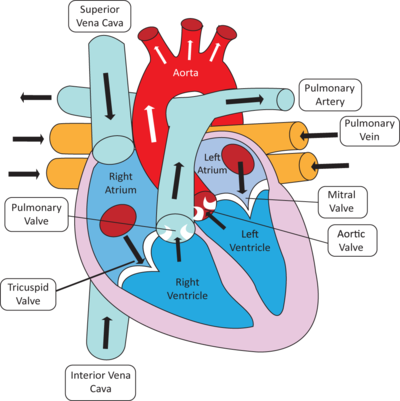 Superior
Vena Cava
Aorta
Pulmonary
Artery
Pulmonary
Vein
Left
Atrium
Right
Atrium
Mitral
Valve
Pulmonary
Valve
Left
Ventricle
Aortic
Valve
Tricuspid
Valve
Right
Ventricle
Interior Vena
Cava